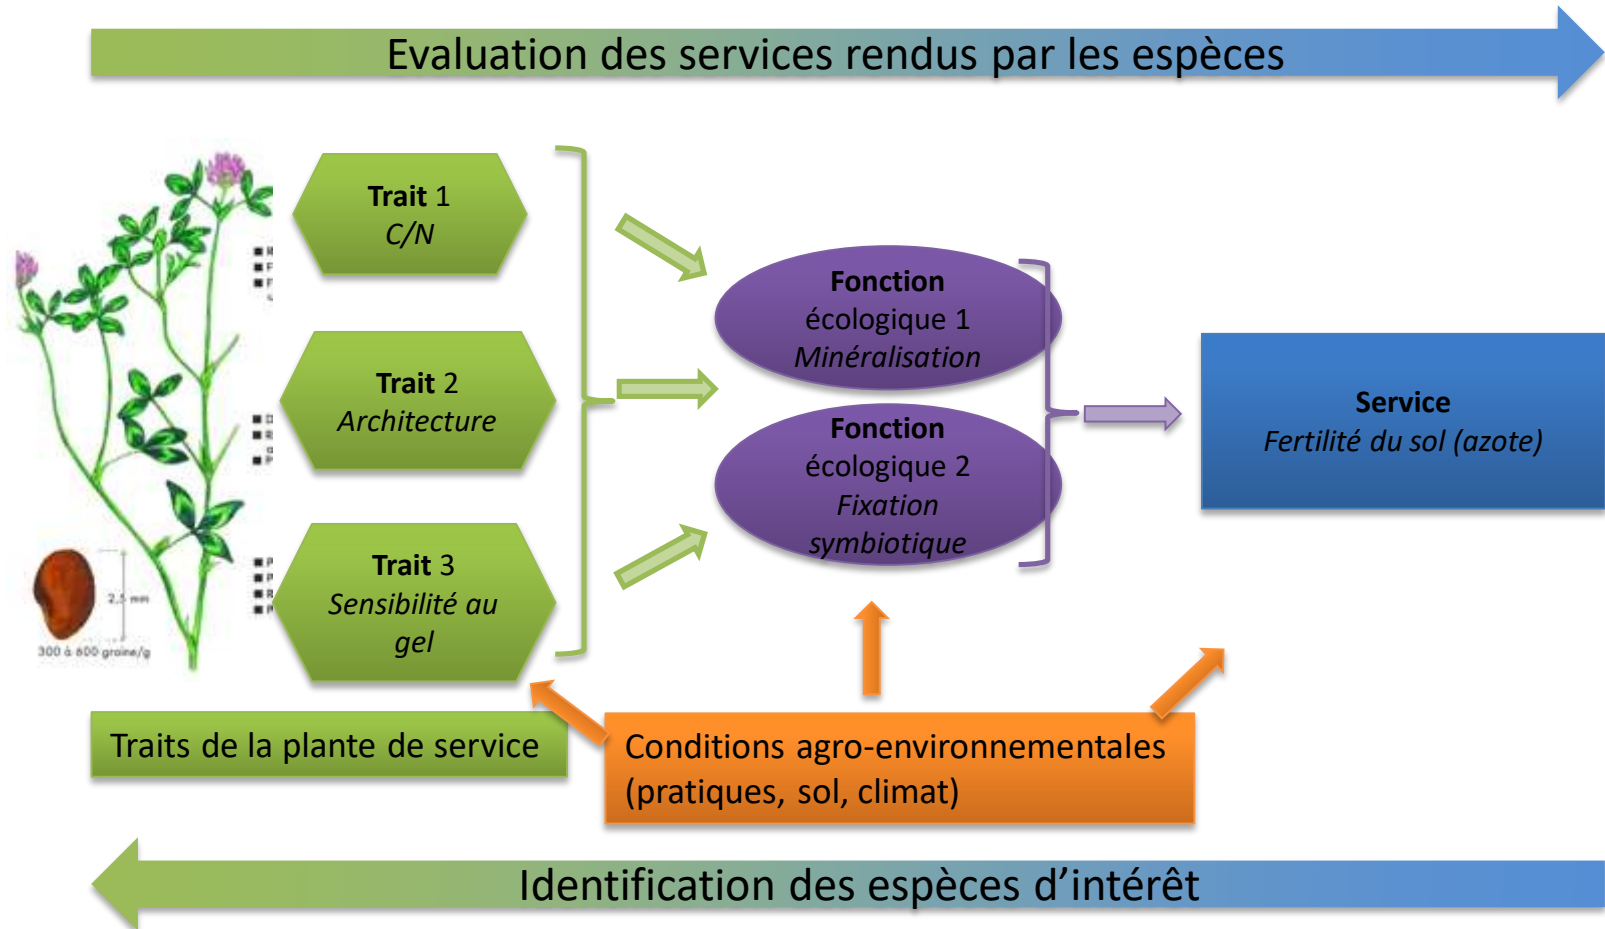 Evaluation des services rendus par les espèces
Trait 1
C/N
Trait 2
Architecture
Trait 3
Sensibilité au
gel
2,5 mm
300 à 600 graine/g
Fonction
écologique 1
Minéralisation
Fonction
écologique 2
Fixation
symbiotique
Service
Fertilité du sol (azote)
Traits de la plante de service
Conditions agro-environnementales
(pratiques, sol, climat)
Identification des espèces d’intérêt